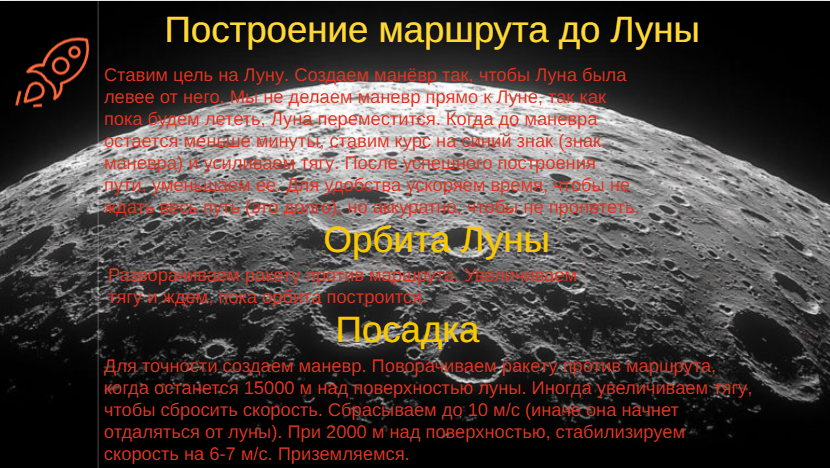 Построение маршрута до Луны
Ставим цель на Луну. Создаем манёвр так, чтобы Луна была
левее от него. Мы не делаем маневр прямо к Луне, так как
пока будем лететь, Луна переместится. Когда до маневра
остается меньше минуты, ставим курс на синий знак (знак
маневра) и усиливаем тягу. После успешного построения
пути, уменьшаем ее. Для удобства ускоряем время, чтобы не
ждать весь путь (это долго), но аккуратно, чтобы не пролететь.
Орбита Луны
Разворачиваем ракету против маршрута. Увеличиваем
тягу и ждем, пока орбита построится.
Посадка
Для точности создаем маневр. Поворачиваем ракету против маршрута,
когда останется 15000 м над поверхностью луны. Иногда увеличиваем тягу,
чтобы сбросить скорость. Сбрасываем до 10 м/с (иначе она начнет
отдаляться от луны). При 2000 м над поверхностью, стабилизируем
скорость на 6-7 м/с. Приземляемся.